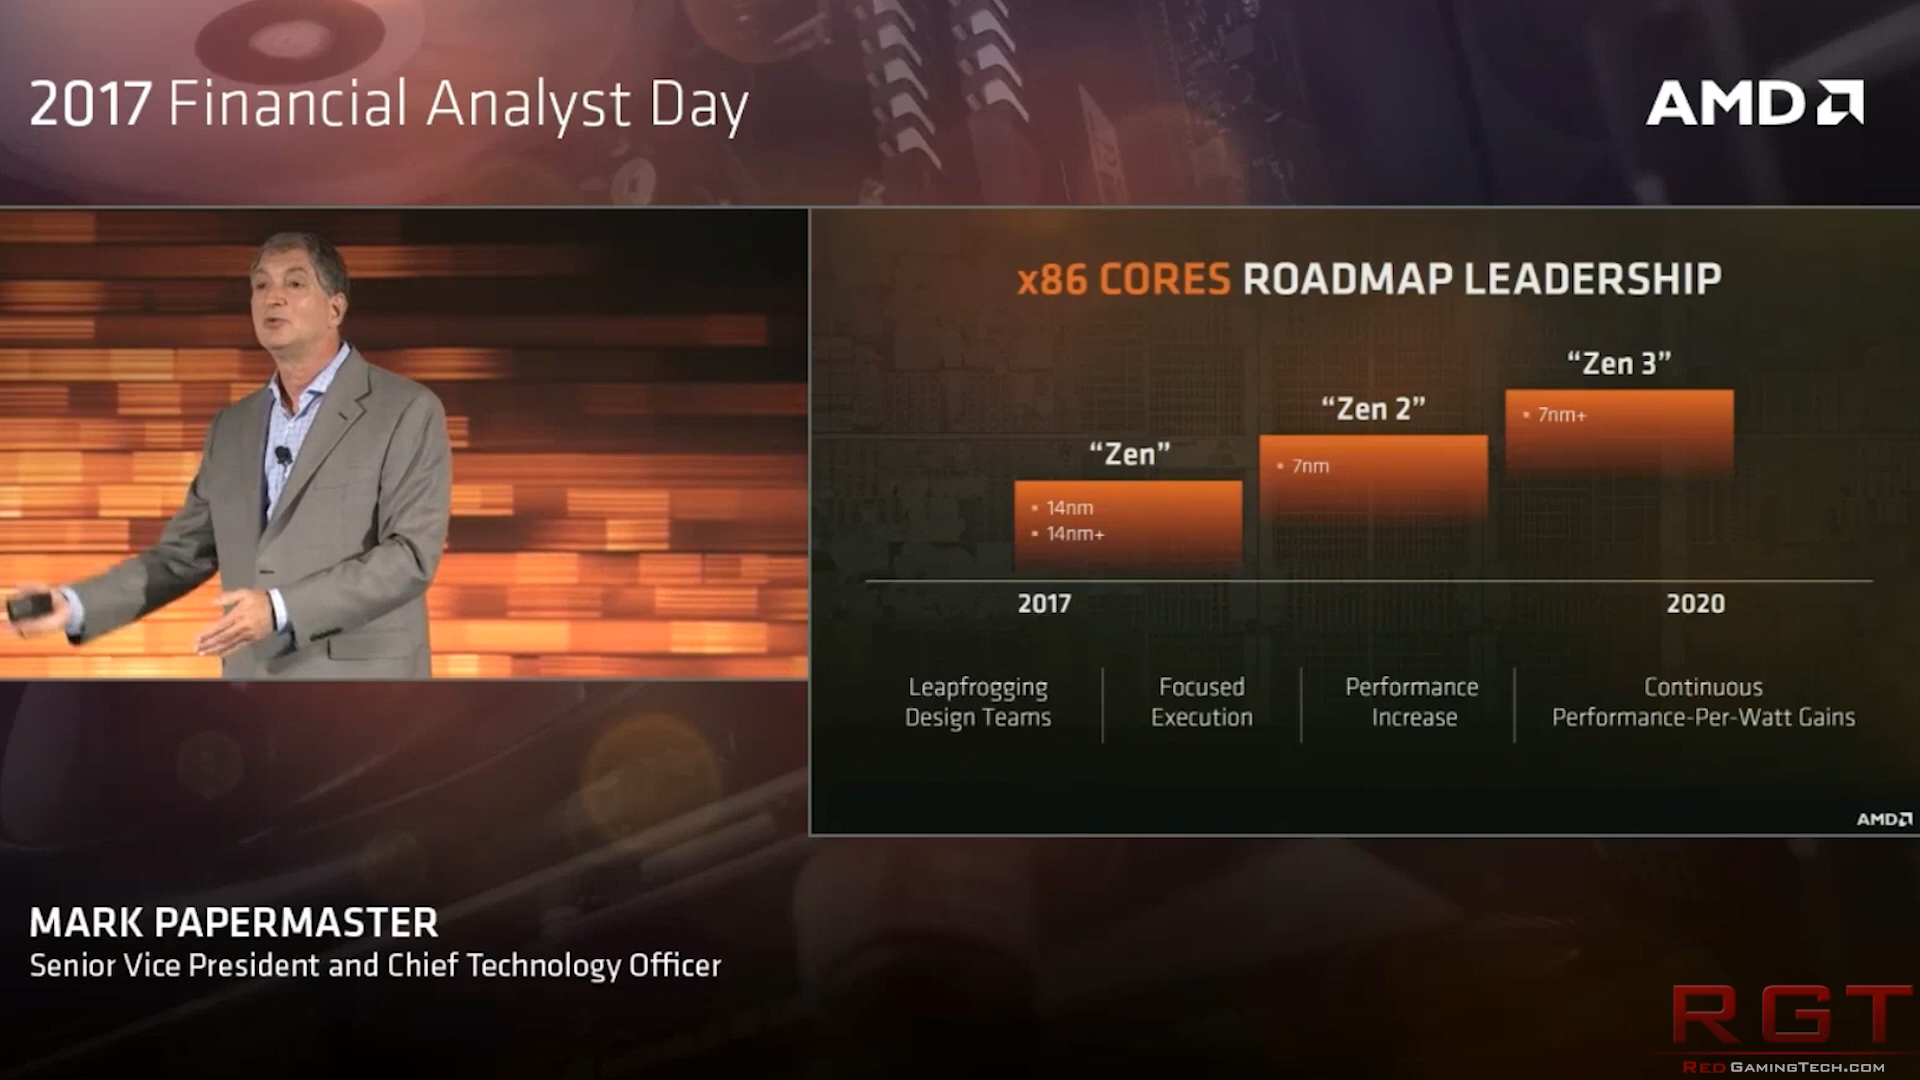 2017 Financial Analyst Day
AMD
x86 CORES ROADMAP LEADERSHIP
“Zen”
• 14nm
• 14nm+
“Zen 2”
• 7nm
“Zen 3”
• 7nm+
2017
2020
Leapfrogging
Design Teams
Focused
Execution
Performance
Increase
Continuous
Performance-Per-Watt Gains
AMD
MARK PAPERMASTER
Senior Vice President and Chief Technology Officer
RGT
REDGAMINGTECH.COM